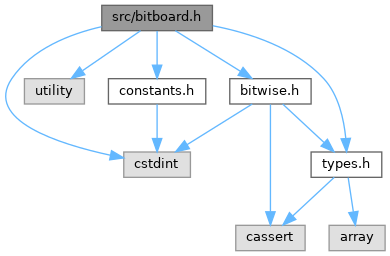 src/bitboard.h
utility
constants.h
bitwise.h
cstdint
types.h
cassert
array